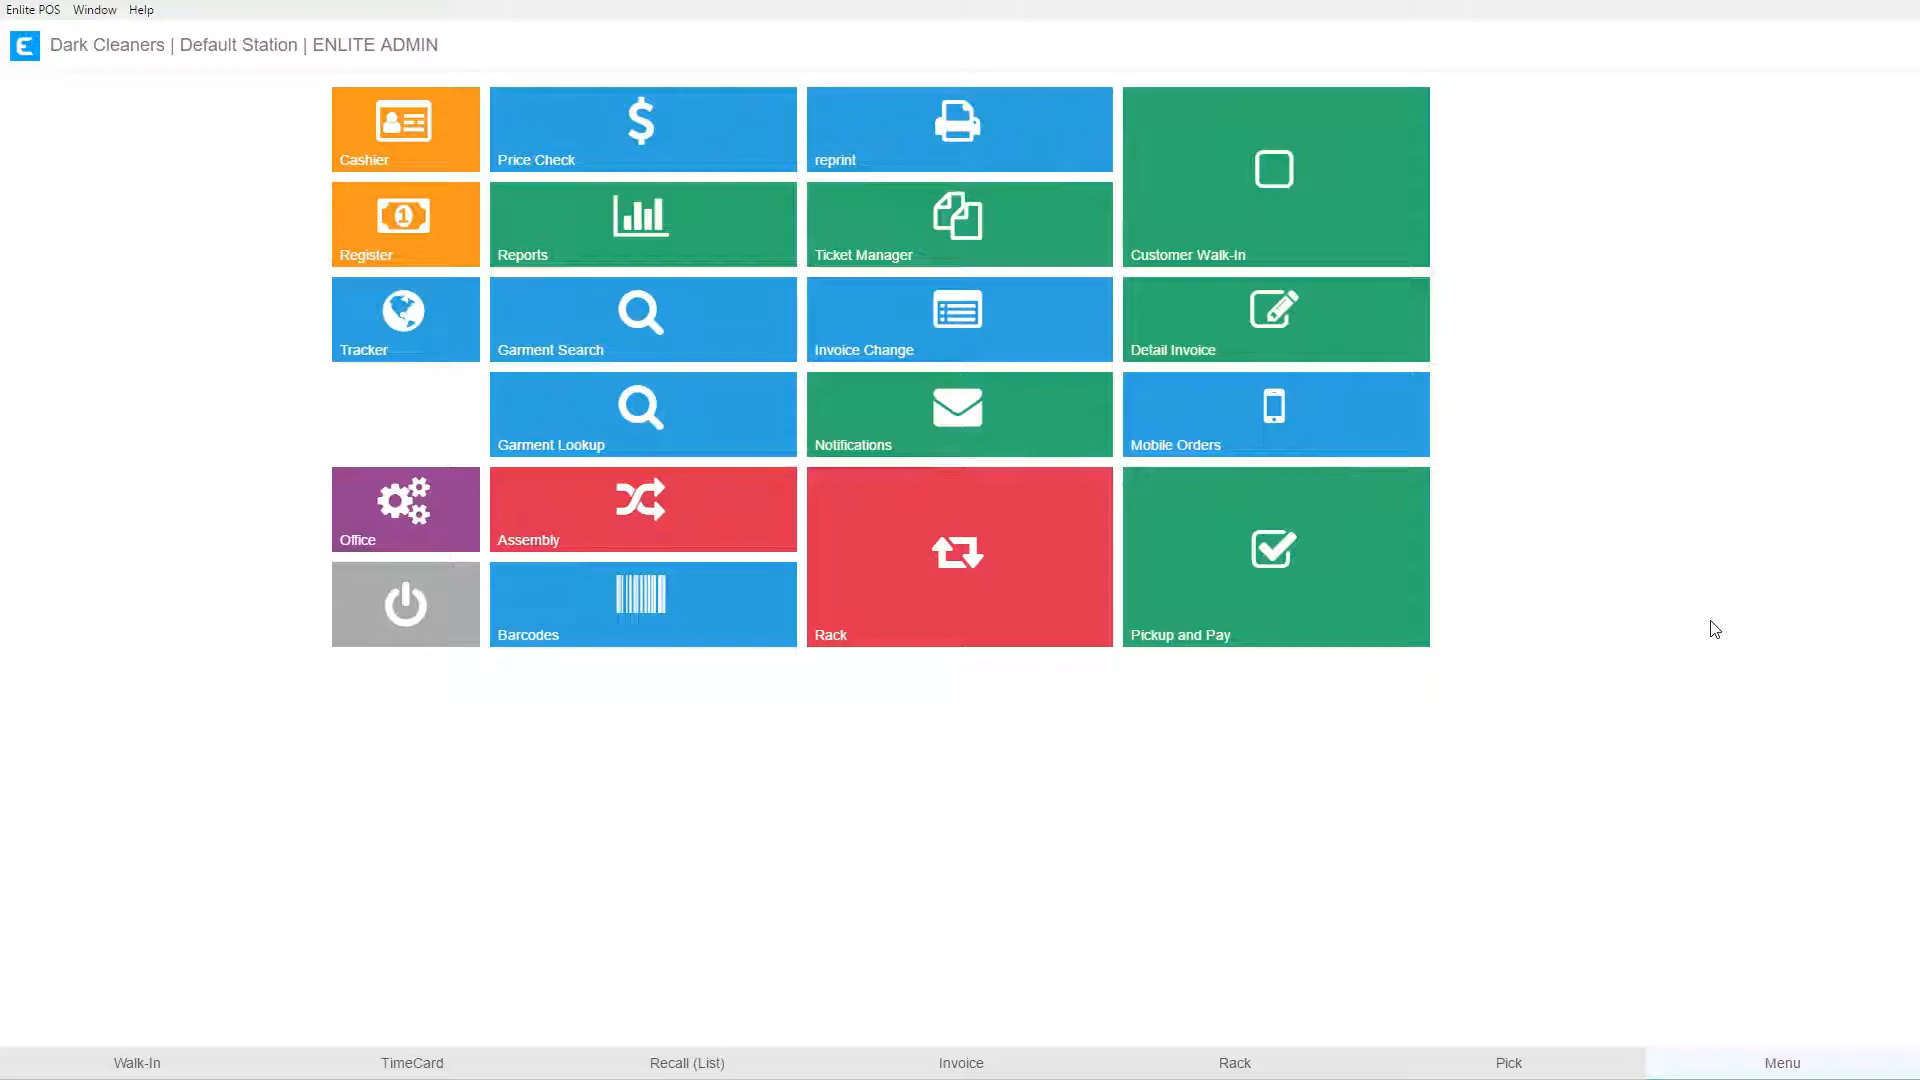 Enlite POS Window Help
E Dark Cleaners | Default Station | ENLITE ADMIN
Cashier
Price Check
reprint
1
Register
Reports
Ticket Manager
Customer Walk-In
Tracker
Garment Search
Invoice Change
Detail Invoice
Garment Lookup
Notifications
Mobile Orders
Office
Assembly
Barcodes
Rack
Pickup and Pay
Walk-In TimeCard Recall (List) Invoice Rack Pick Menu